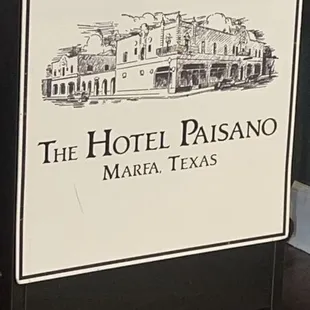 THE HOTEL PAISANO
MARFA, TEXAS